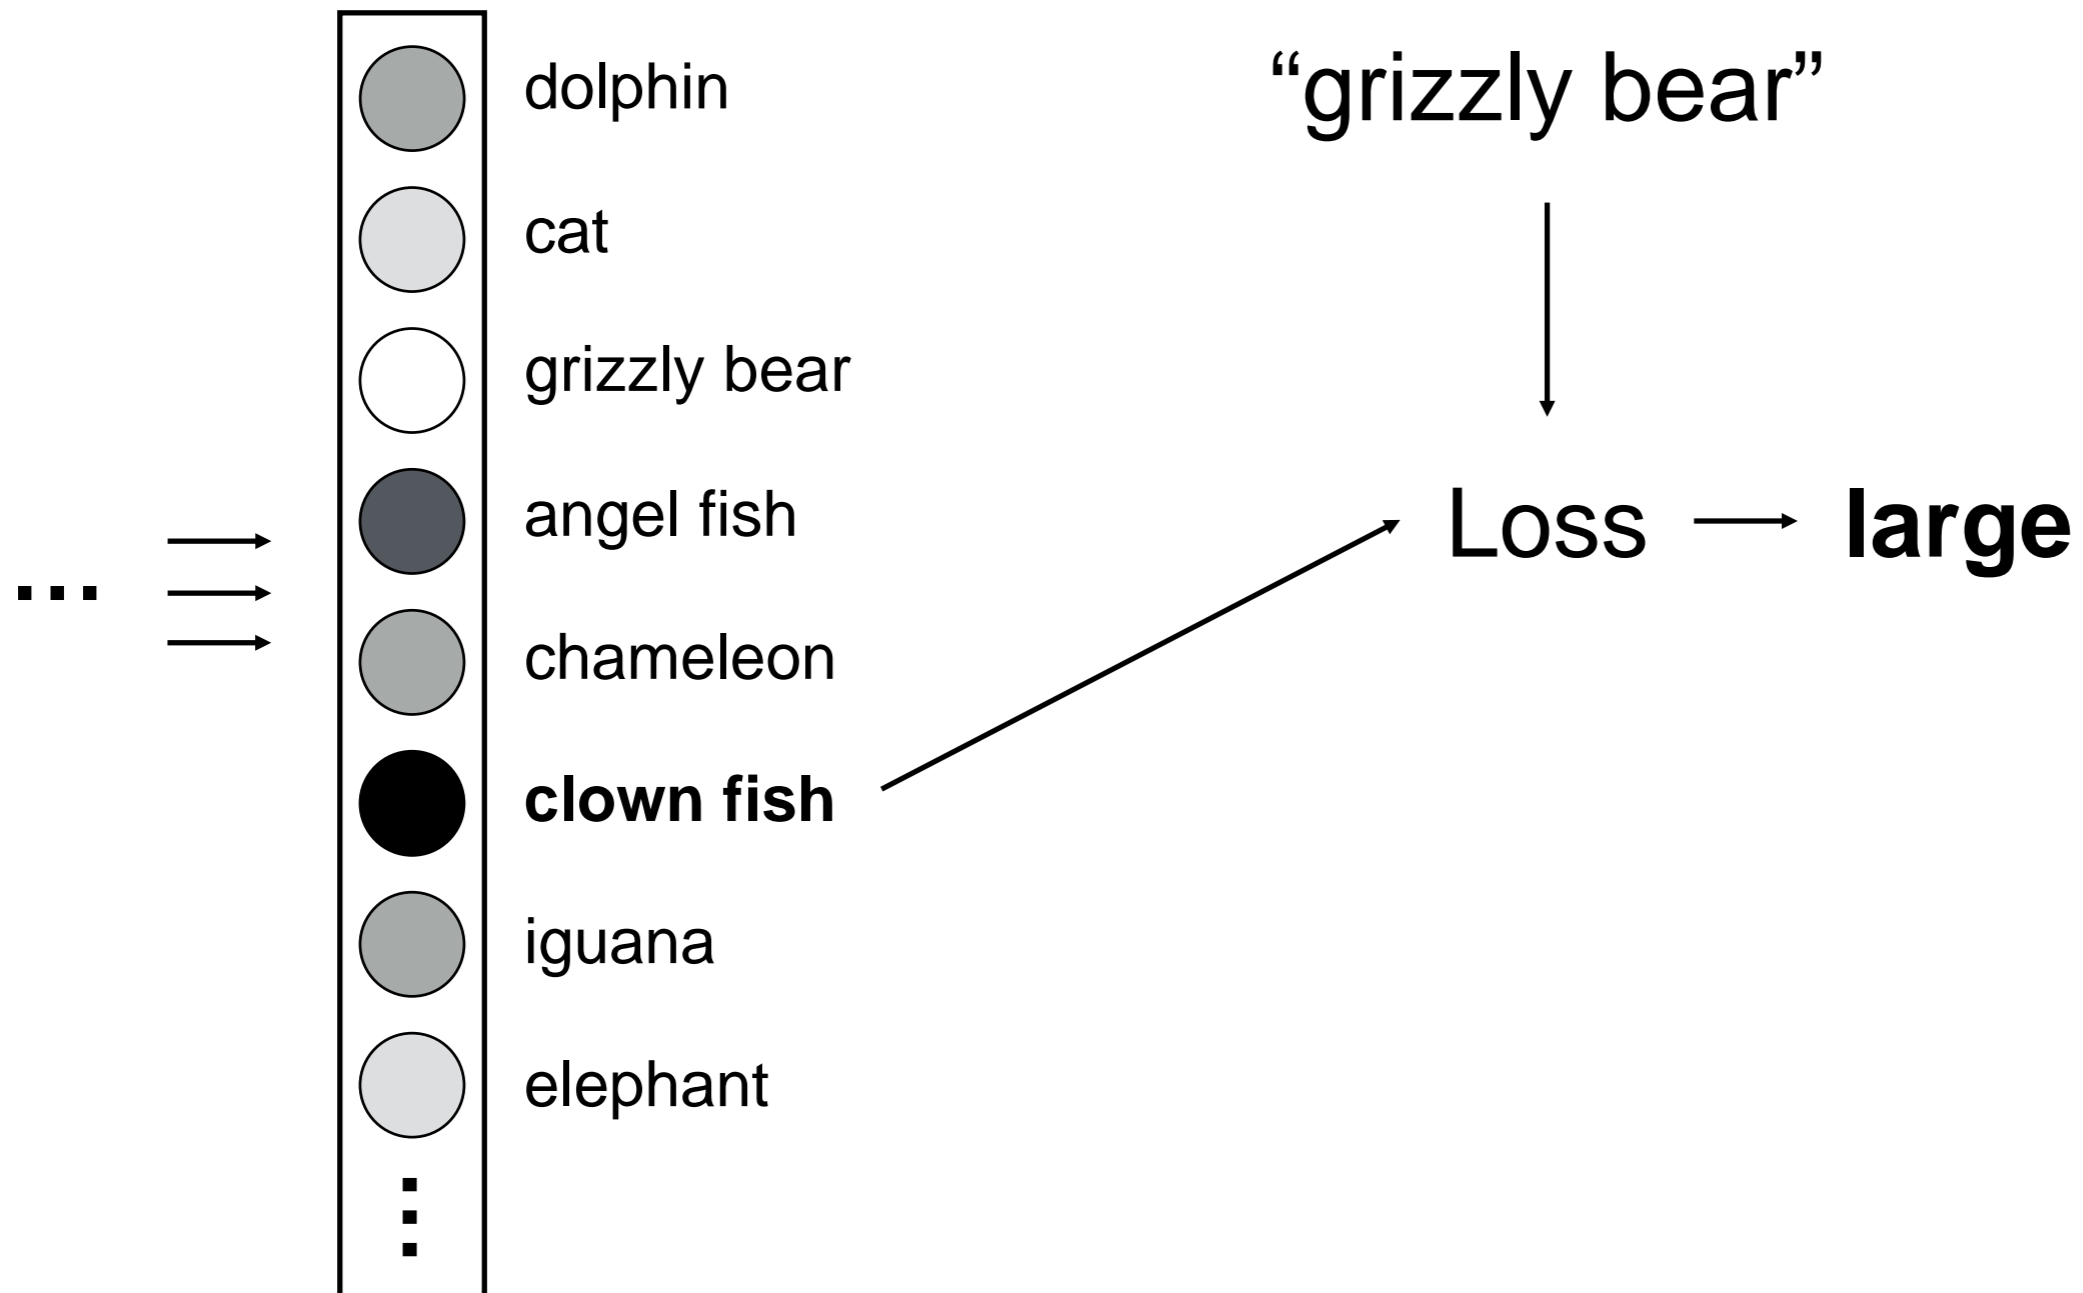 dolphin
cat
grizzly bear
angel fish
chameleon
clown fish
iguana
elephant
“grizzly bear”
Loss
large